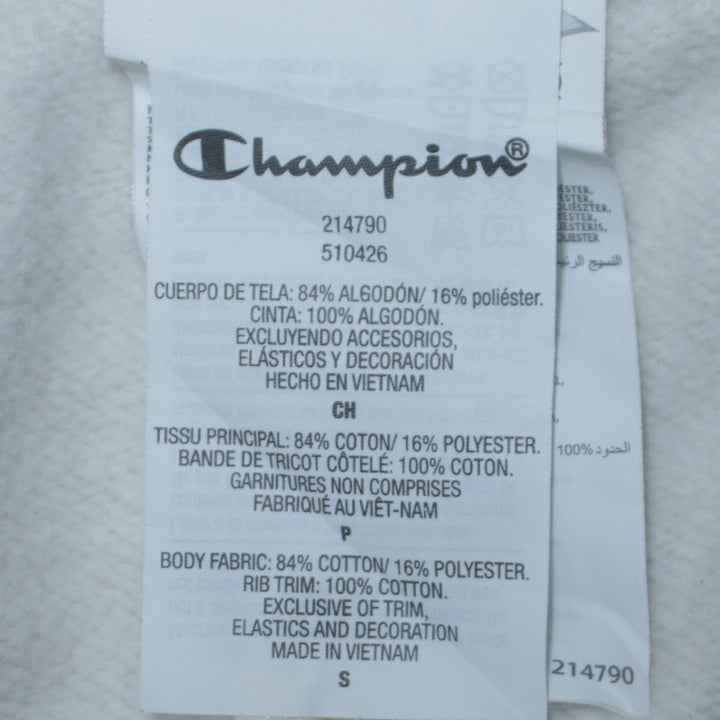 Champion®
214790
510426
CUERPO DE TELA: 84% ALGODÓN/ 16% poliéster.
CINTA: 100% ALGODÓN.
EXCLUYENDO ACCESORIOS,
ELÁSTICOS Y DECORACIÓN
HECHO EN VIETNAM
CH
TISSU PRINCIPAL: 84% COTON/ 16% POLYESTER.
BANDE DE TRICOT CÔTELÉ: 100% COTON.
GARNITURES NON COMPRISES
FABRIQUÉ AU VIÊT-NAM
P
BODY FABRIC: 84% COTTON/ 16% POLYESTER.
RIB TRIM: 100% COTTON.
EXCLUSIVE OF TRIM,
ELASTICS AND DECORATION
MADE IN VIETNAM
S
النسيج
الحدود 100%
214790